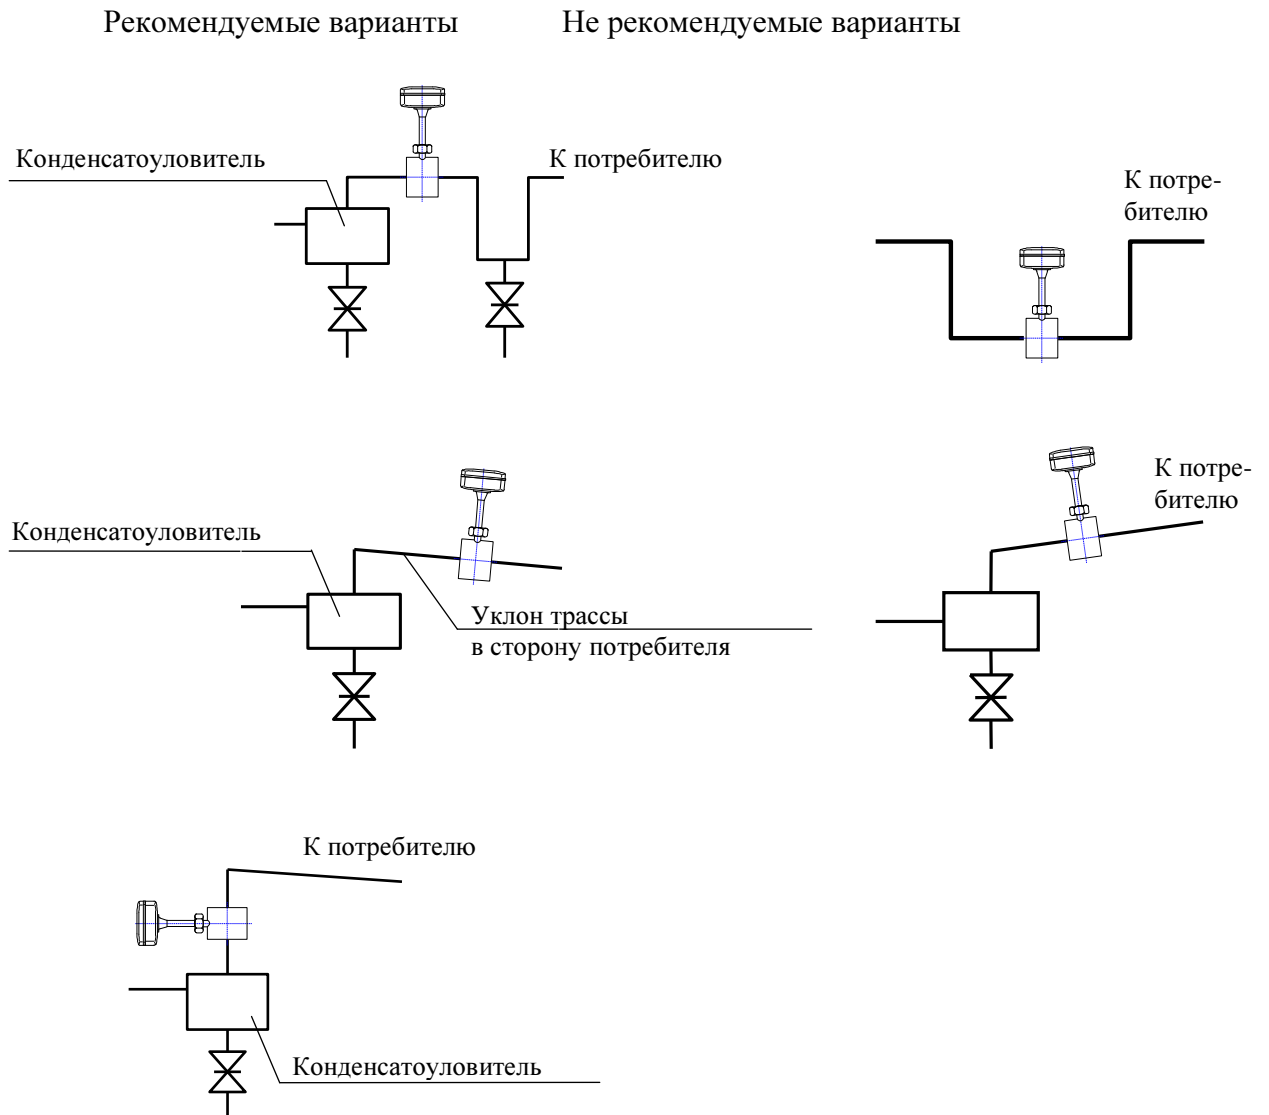 Рекомендуемые варианты
Не рекомендуемые варианты
Конденсатоуловитель
К потребителю
К потре-
бителю
Конденсатоуловитель
Уклон трассы
в сторону потребителя
К потре-
бителю
К потребителю
Конденсатоуловитель